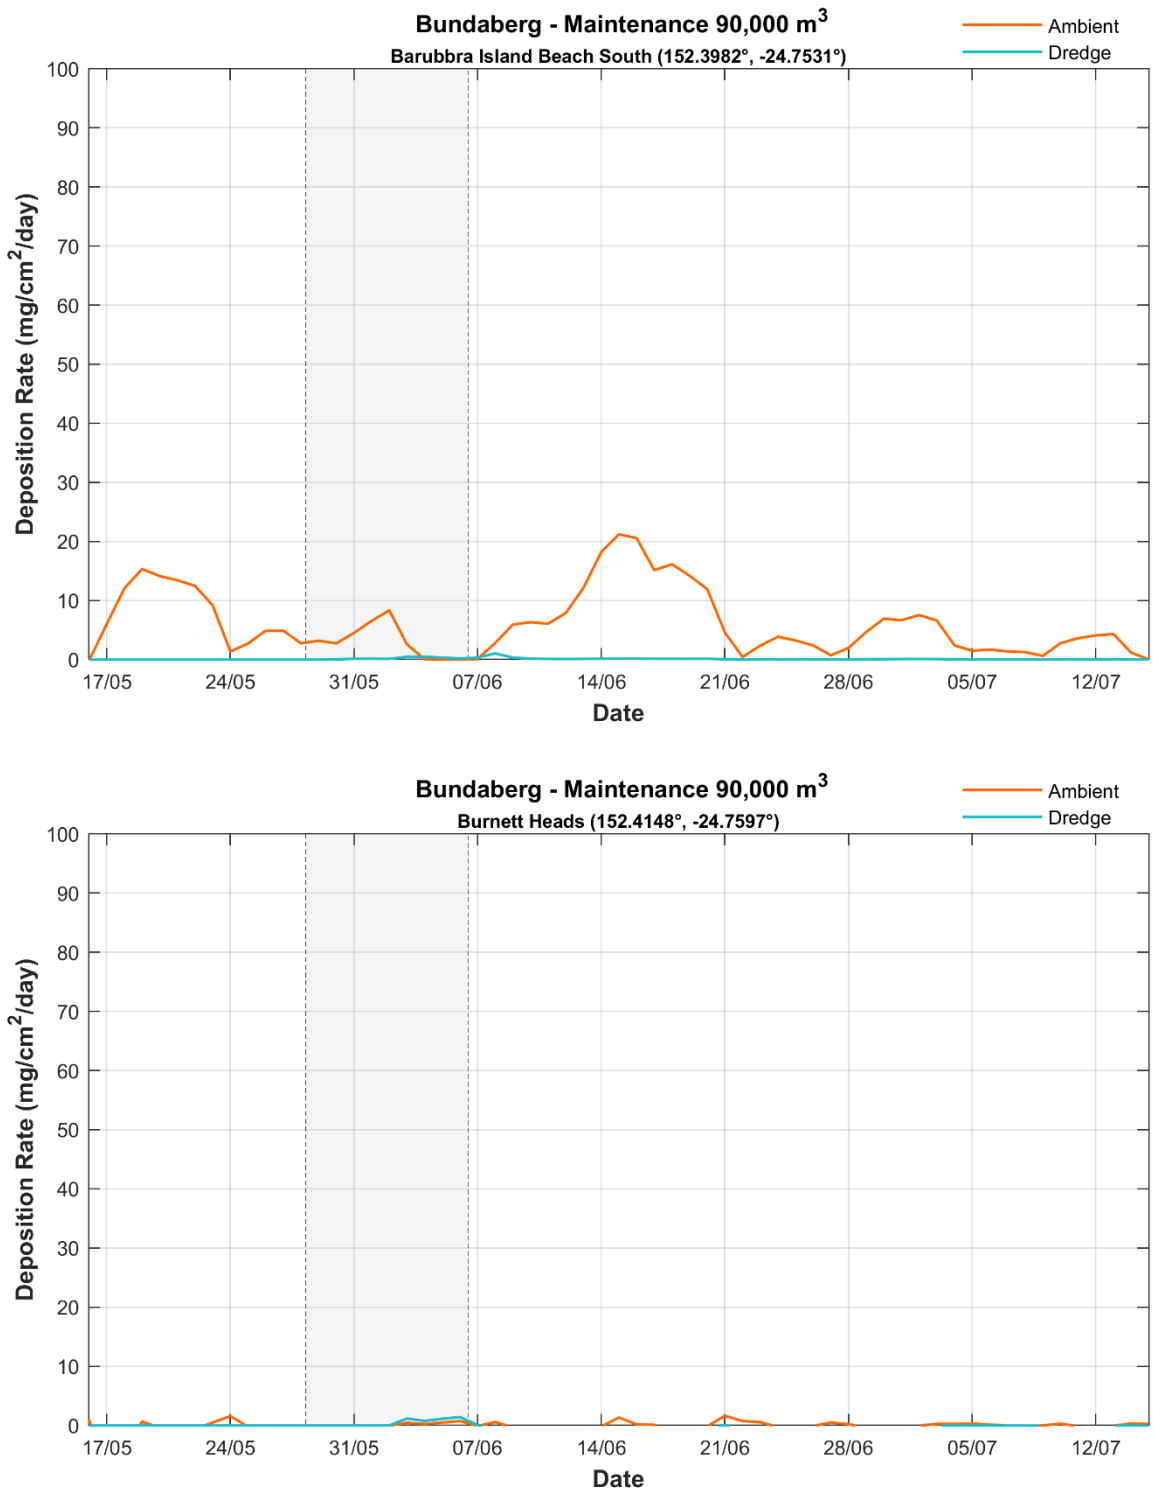 Bundaberg - Maintenance 90,000 m³
Barubbra Island Beach South (152.3982°, -24.7531°)
Ambient
Dredge
Deposition Rate (mg/cm²/day)
100
90
80
70
60
50
40
30
20
10
0
17/05 24/05 31/05 07/06 14/06 21/06 28/06 05/07 12/07
Date
Bundaberg - Maintenance 90,000 m³
Burnett Heads (152.4148°, -24.7597°)
Ambient
Dredge
Deposition Rate (mg/cm²/day)
100
90
80
70
60
50
40
30
20
10
0
17/05 24/05 31/05 07/06 14/06 21/06 28/06 05/07 12/07
Date